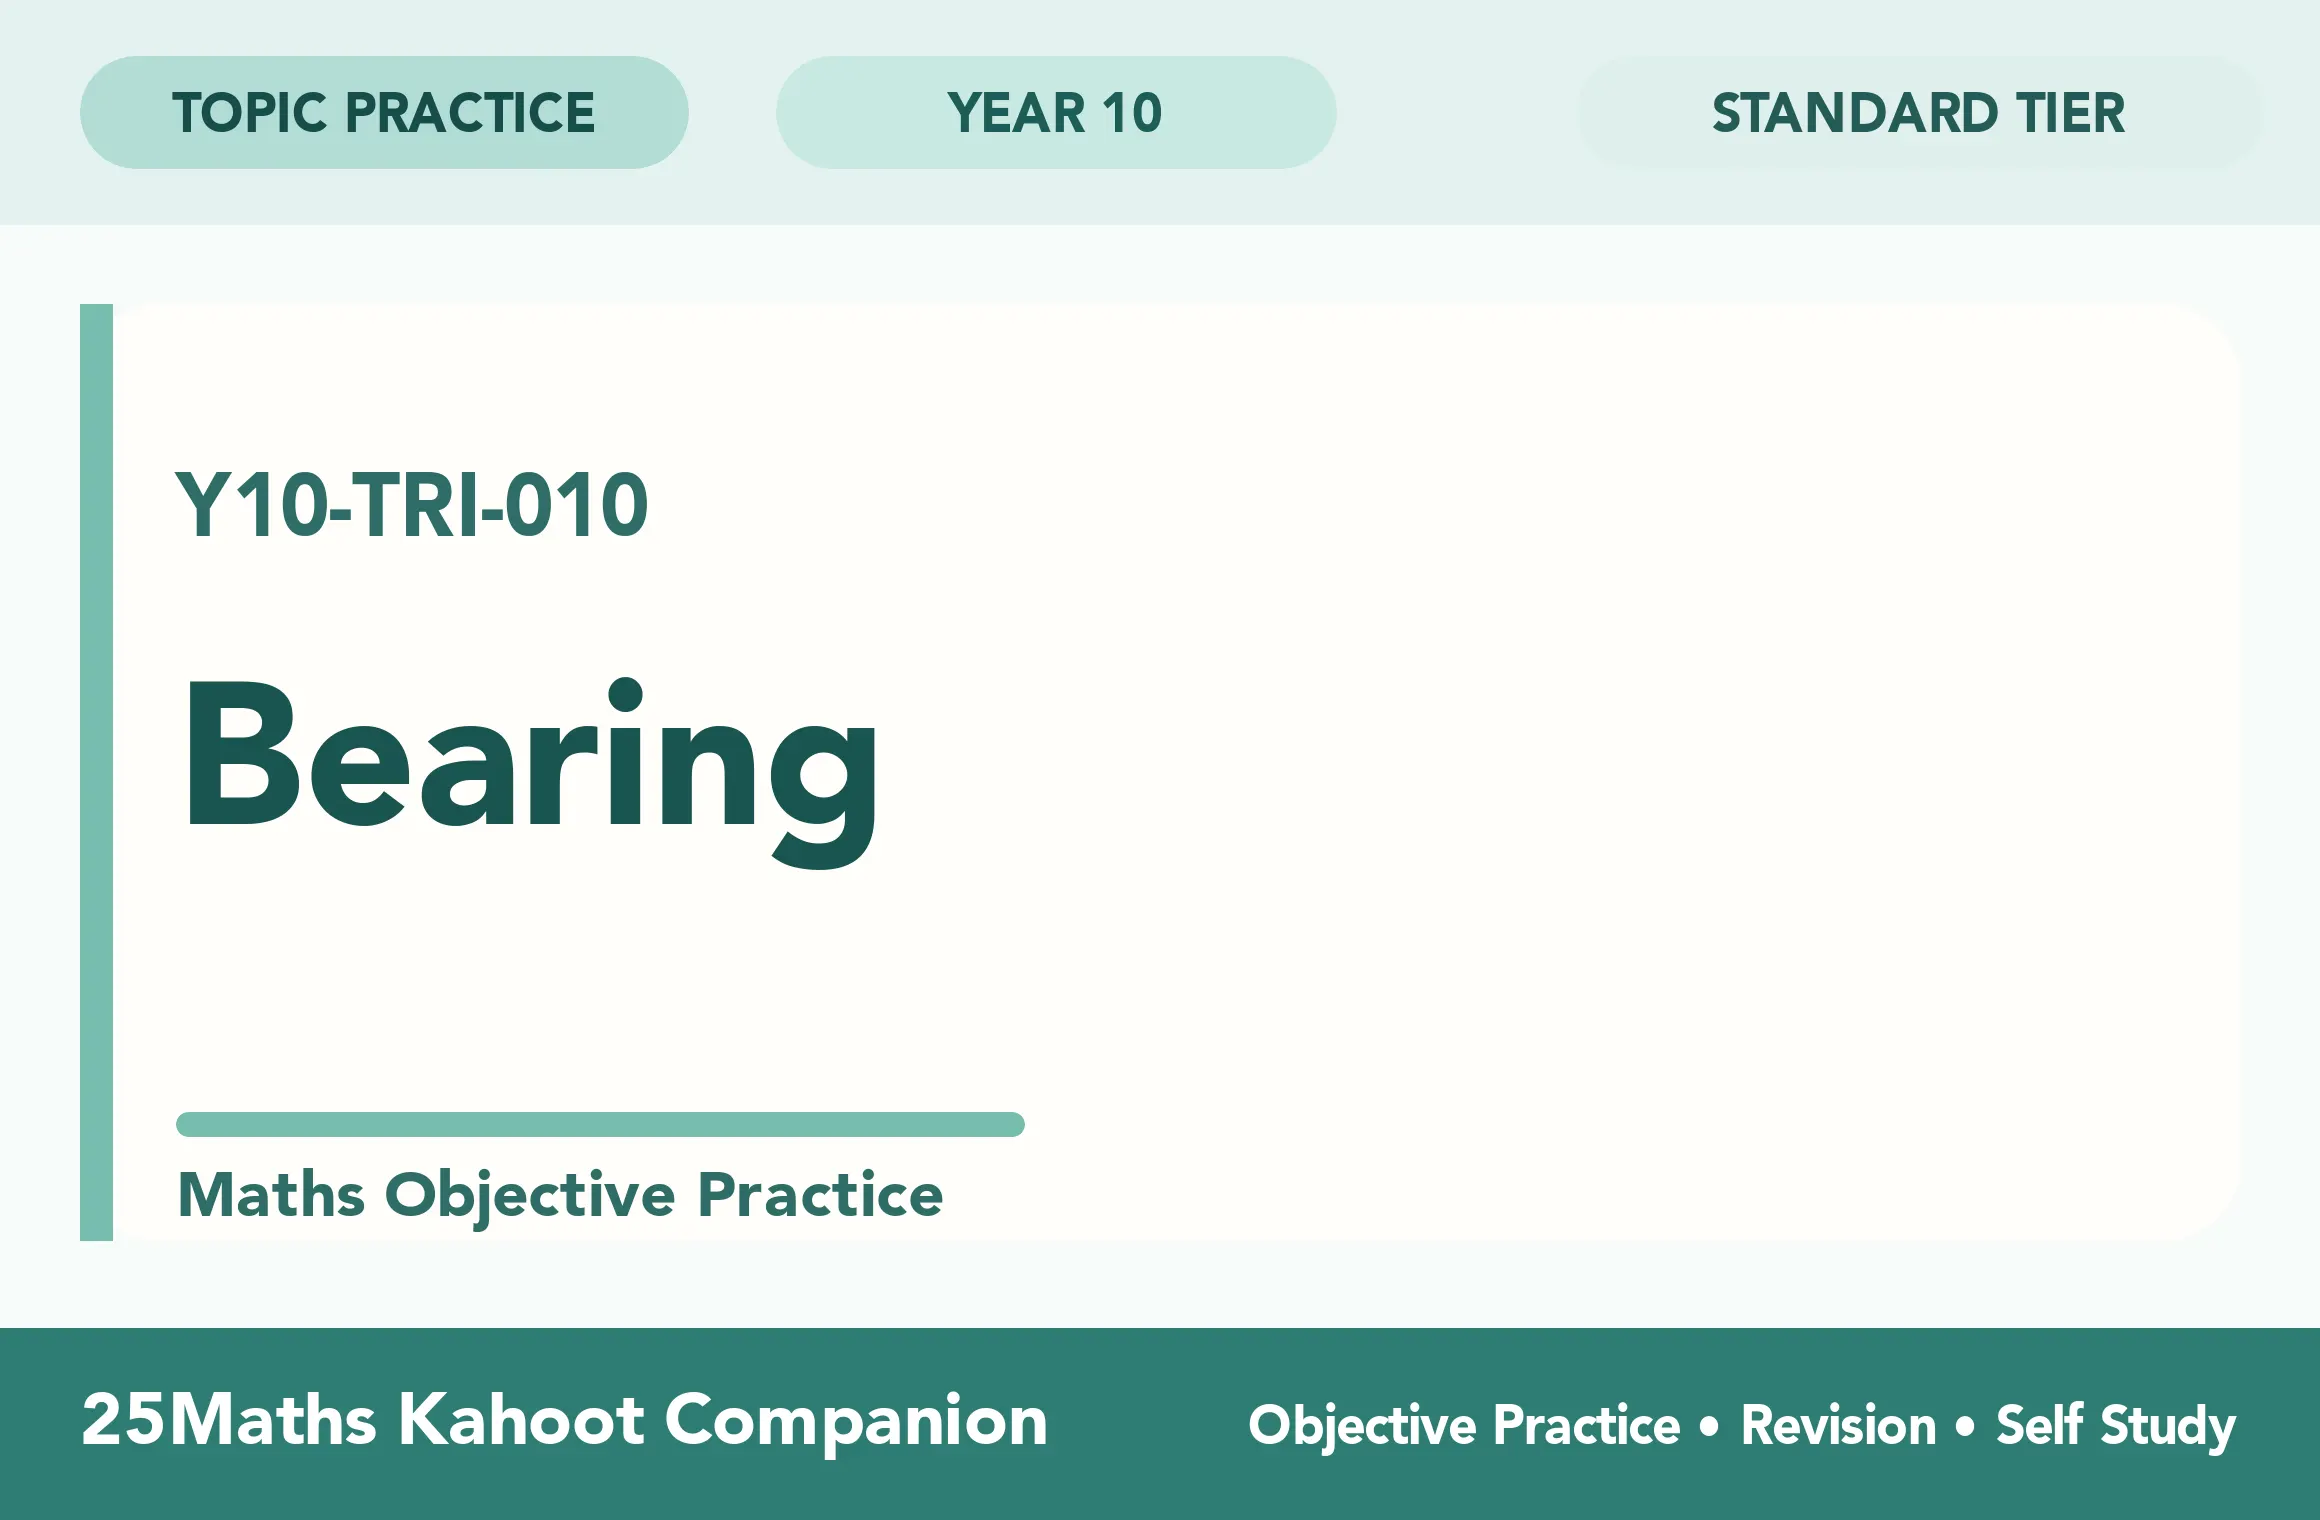 TOPIC PRACTICE
YEAR 10
STANDARD TIER
Y10-TRI-010
Bearing
Maths Objective Practice
25Maths Kahoot Companion
Objective Practice • Revision • Self Study